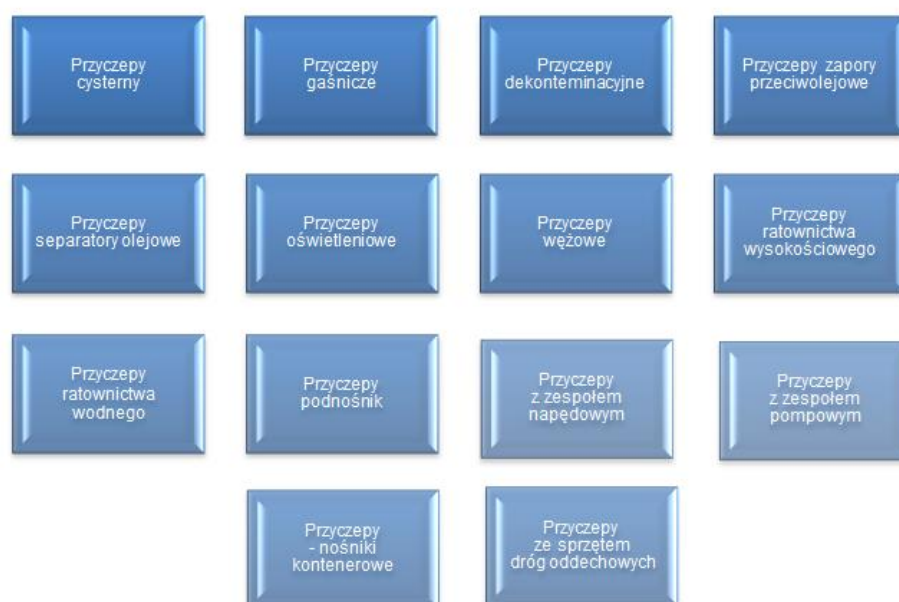 Przyczepy
cysterny
Przyczepy
gaśnicze
Przyczepy
dekonteminacyjne
Przyczepy zapory
przeciwolejowe
Przyczepy
separatory olejowe
Przyczepy
oświetleniowe
Przyczepy
wężowe
Przyczepy
ratownictwa
wysokościowego
Przyczepy
ratownictwa
wodnego
Przyczepy
podnośnik
Przyczepy
z zespołem
napędowym
Przyczepy
z zespołem
pompowym
Przyczepy
- nośniki
kontenerowe
Przyczepy
ze sprzętem
dróg oddechowych